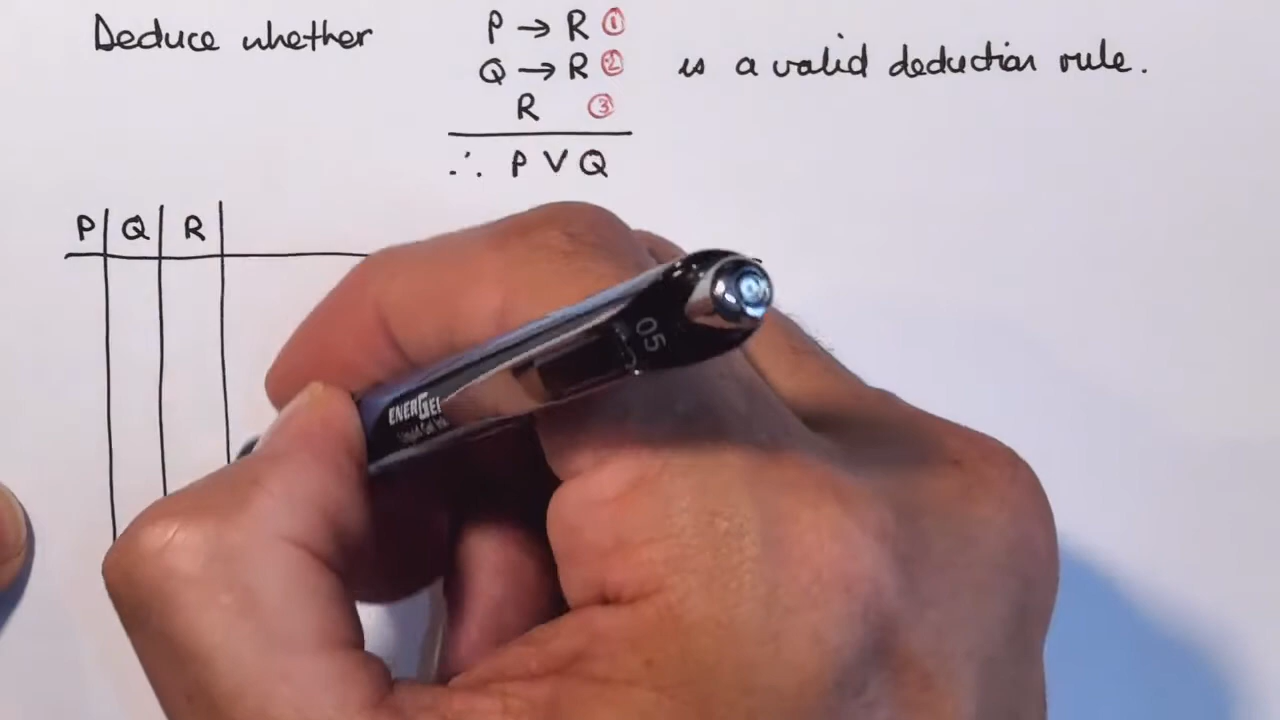 Deduce whether
P → R ①
Q → R ②
R ③
∴ P ∨ Q
is a valid deduction rule.
P Q R
05
ENERGEL